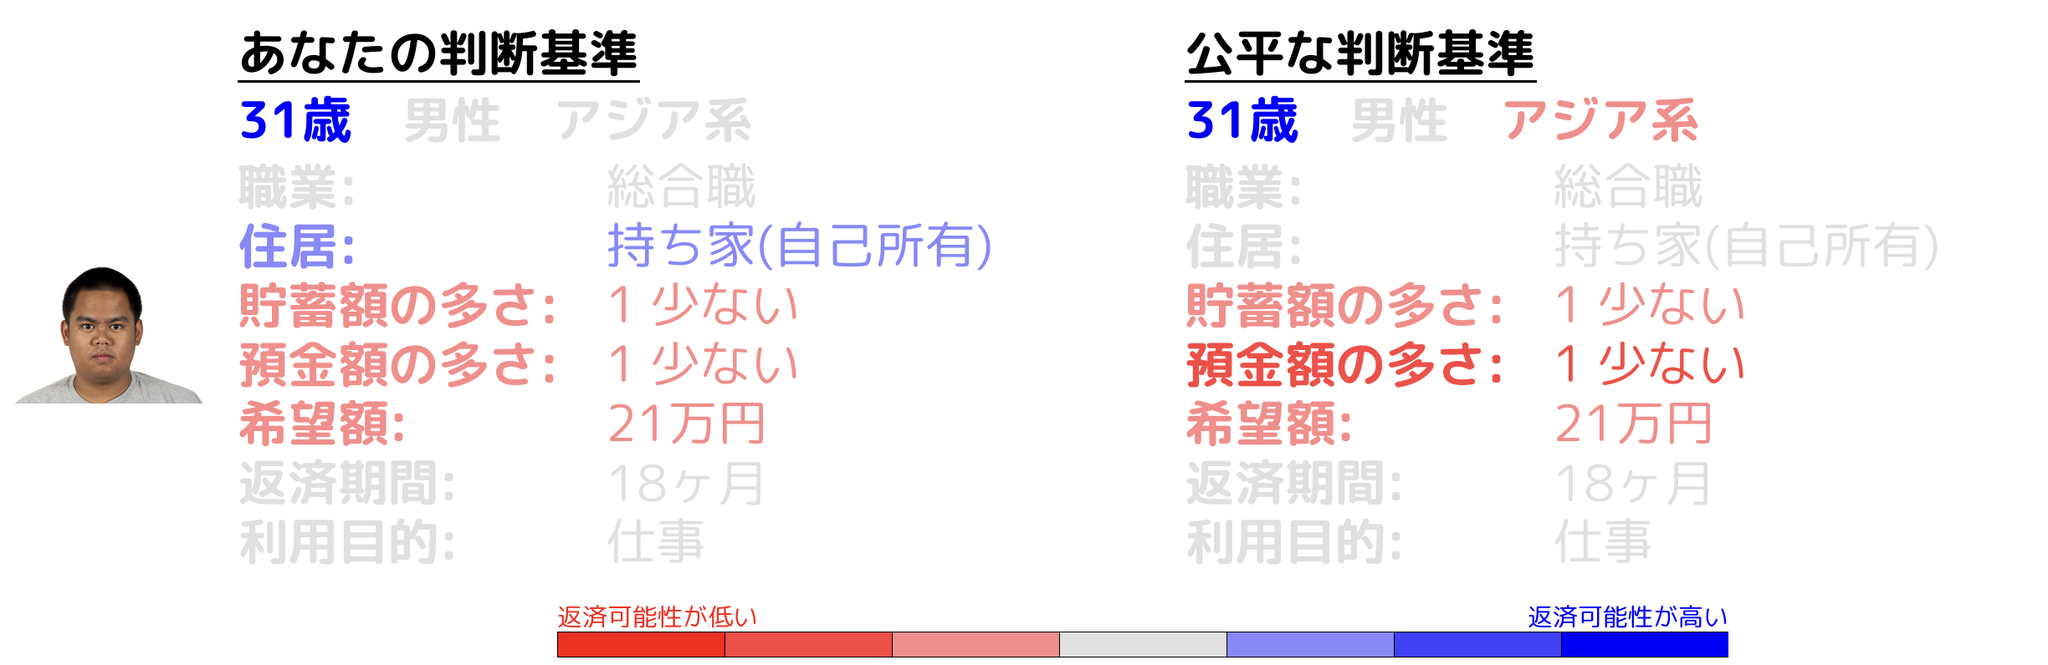 あなたの判断基準
31歳 男性 アジア系
職業: 総合職
住居: 持ち家(自己所有)
貯蓄額の多さ: 1 少ない
預金額の多さ: 1 少ない
希望額: 21万円
返済期間: 18ヶ月
利用目的: 仕事
公平な判断基準
31歳 男性 アジア系
職業: 総合職
住居: 持ち家(自己所有)
貯蓄額の多さ: 1 少ない
預金額の多さ: 1 少ない
希望額: 21万円
返済期間: 18ヶ月
利用目的: 仕事
返済可能性が低い
返済可能性が高い